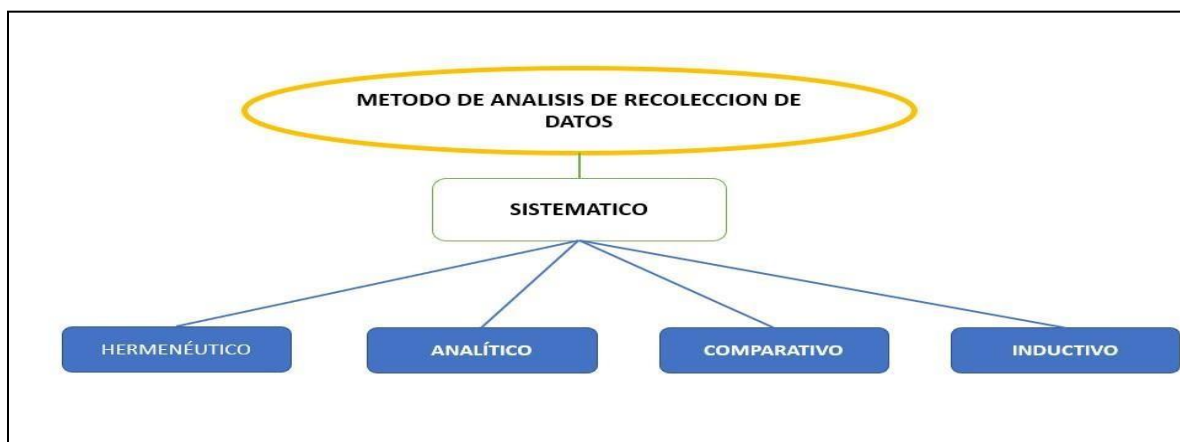 METODO DE ANALISIS DE RECOLECCION DE
DATOS
SISTEMATICO
HERMENÉUTICO
ANALÍTICO
COMPARATIVO
INDUCTIVO